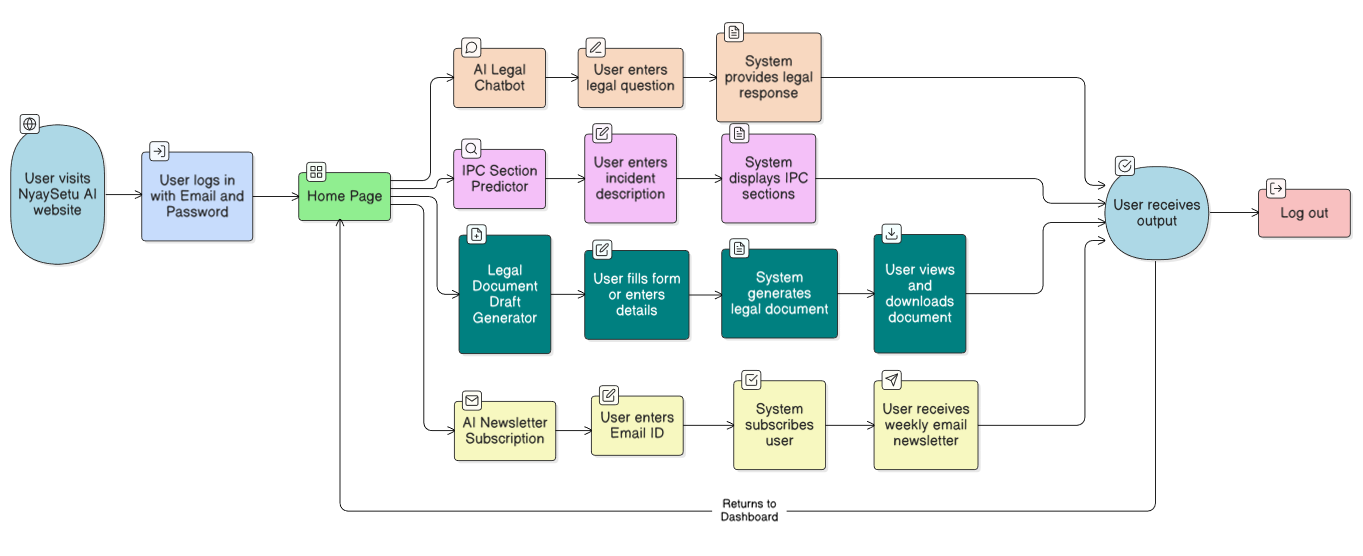 User visits
NyaySetu AI
website
User logs in
with Email and
Password
Home Page
AI Legal
Chatbot
User enters
legal question
System
provides legal
response
IPC Section
Predictor
User enters
incident
description
System
displays IPC
sections
Legal
Document
Draft
Generator
User fills form
or enters
details
System
generates
legal document
User views
and
downloads
document
AI Newsletter
Subscription
User enters
Email ID
System
subscribes
user
User receives
weekly email
newsletter
User receives
output
Log out
Returns to
Dashboard